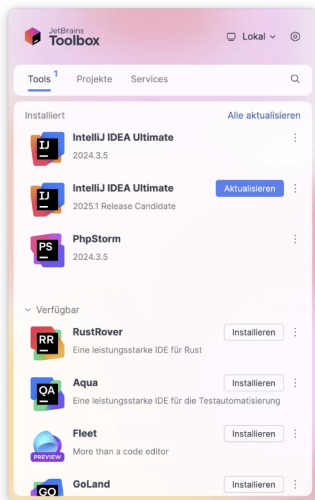 JetBrains
Toolbox
Lokal
Tools 1
Projekte
Services
Installiert
Alle aktualisieren
IJ
IntelliJ IDEA Ultimate
2024.3.5
IJ
IntelliJ IDEA Ultimate
2025.1 Release Candidate
Aktualisieren
PS
PhpStorm
2024.3.5
Verfügbar
RR
RustRover
Eine leistungsstarke IDE für Rust
Installieren
QA
Aqua
Eine leistungsstarke IDE für die Testautomatisierung
Installieren
PREVIEW
Fleet
More than a code editor
Installieren
GO
GoLand
Installieren